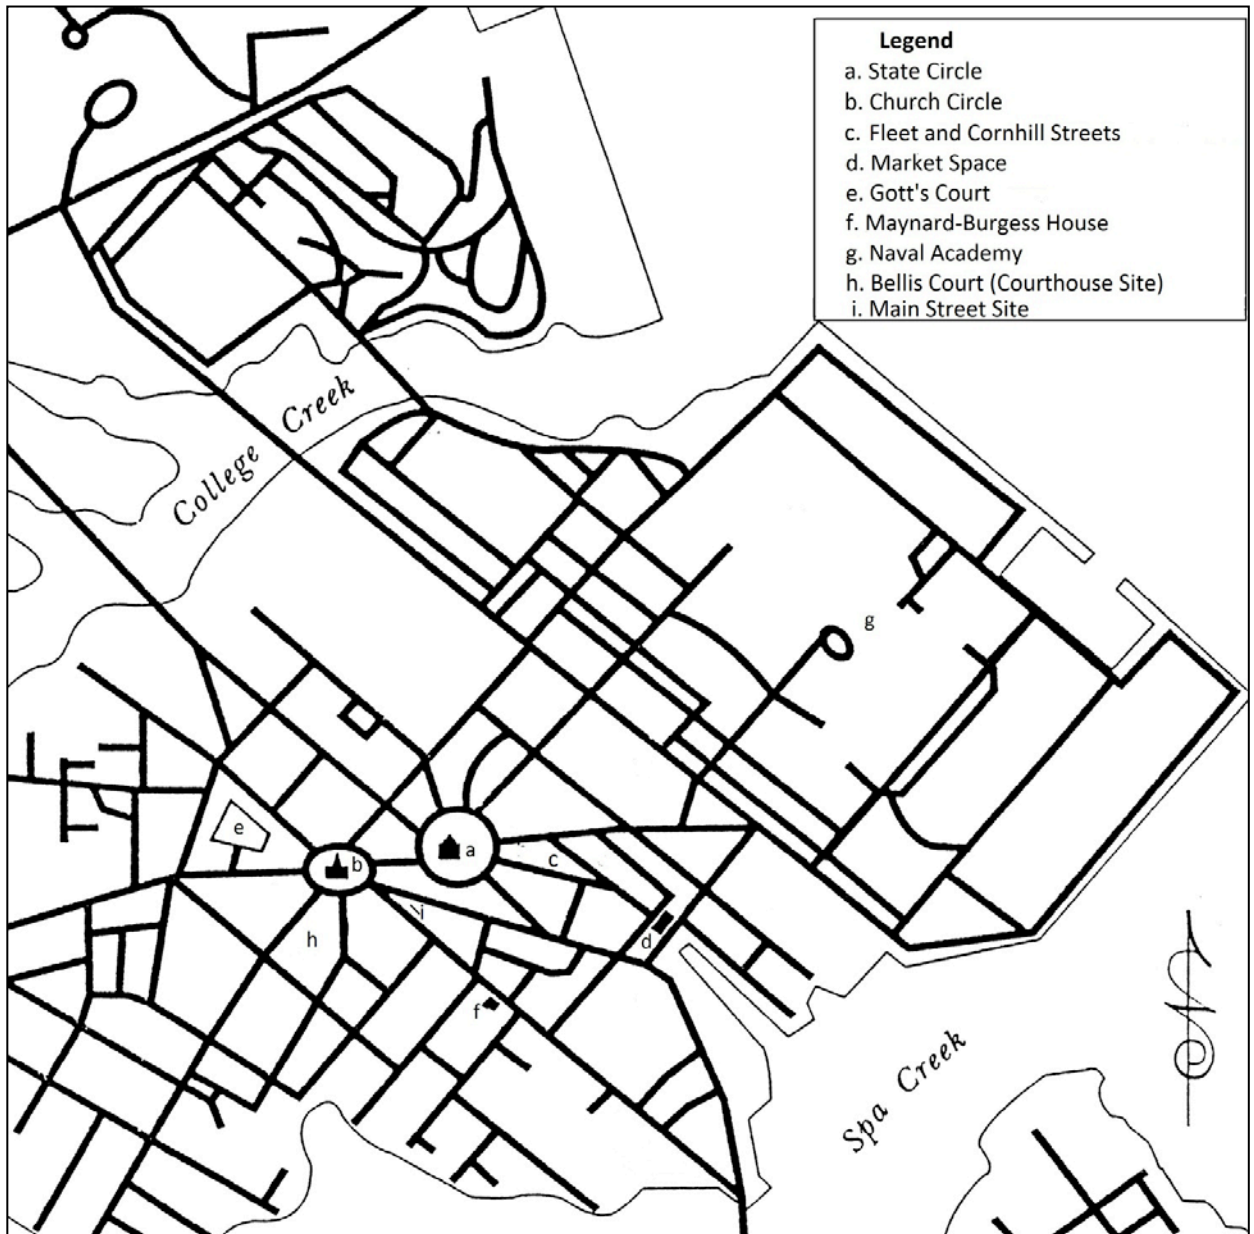 Legend
a. State Circle
b. Church Circle
c. Fleet and Cornhill Streets
d. Market Space
e. Gott's Court
f. Maynard-Burgess House
g. Naval Academy
h. Bellis Court (Courthouse Site)
i. Main Street Site
College Creek
g
e
b
a
c
i
h
d
f
N
Spa Creek